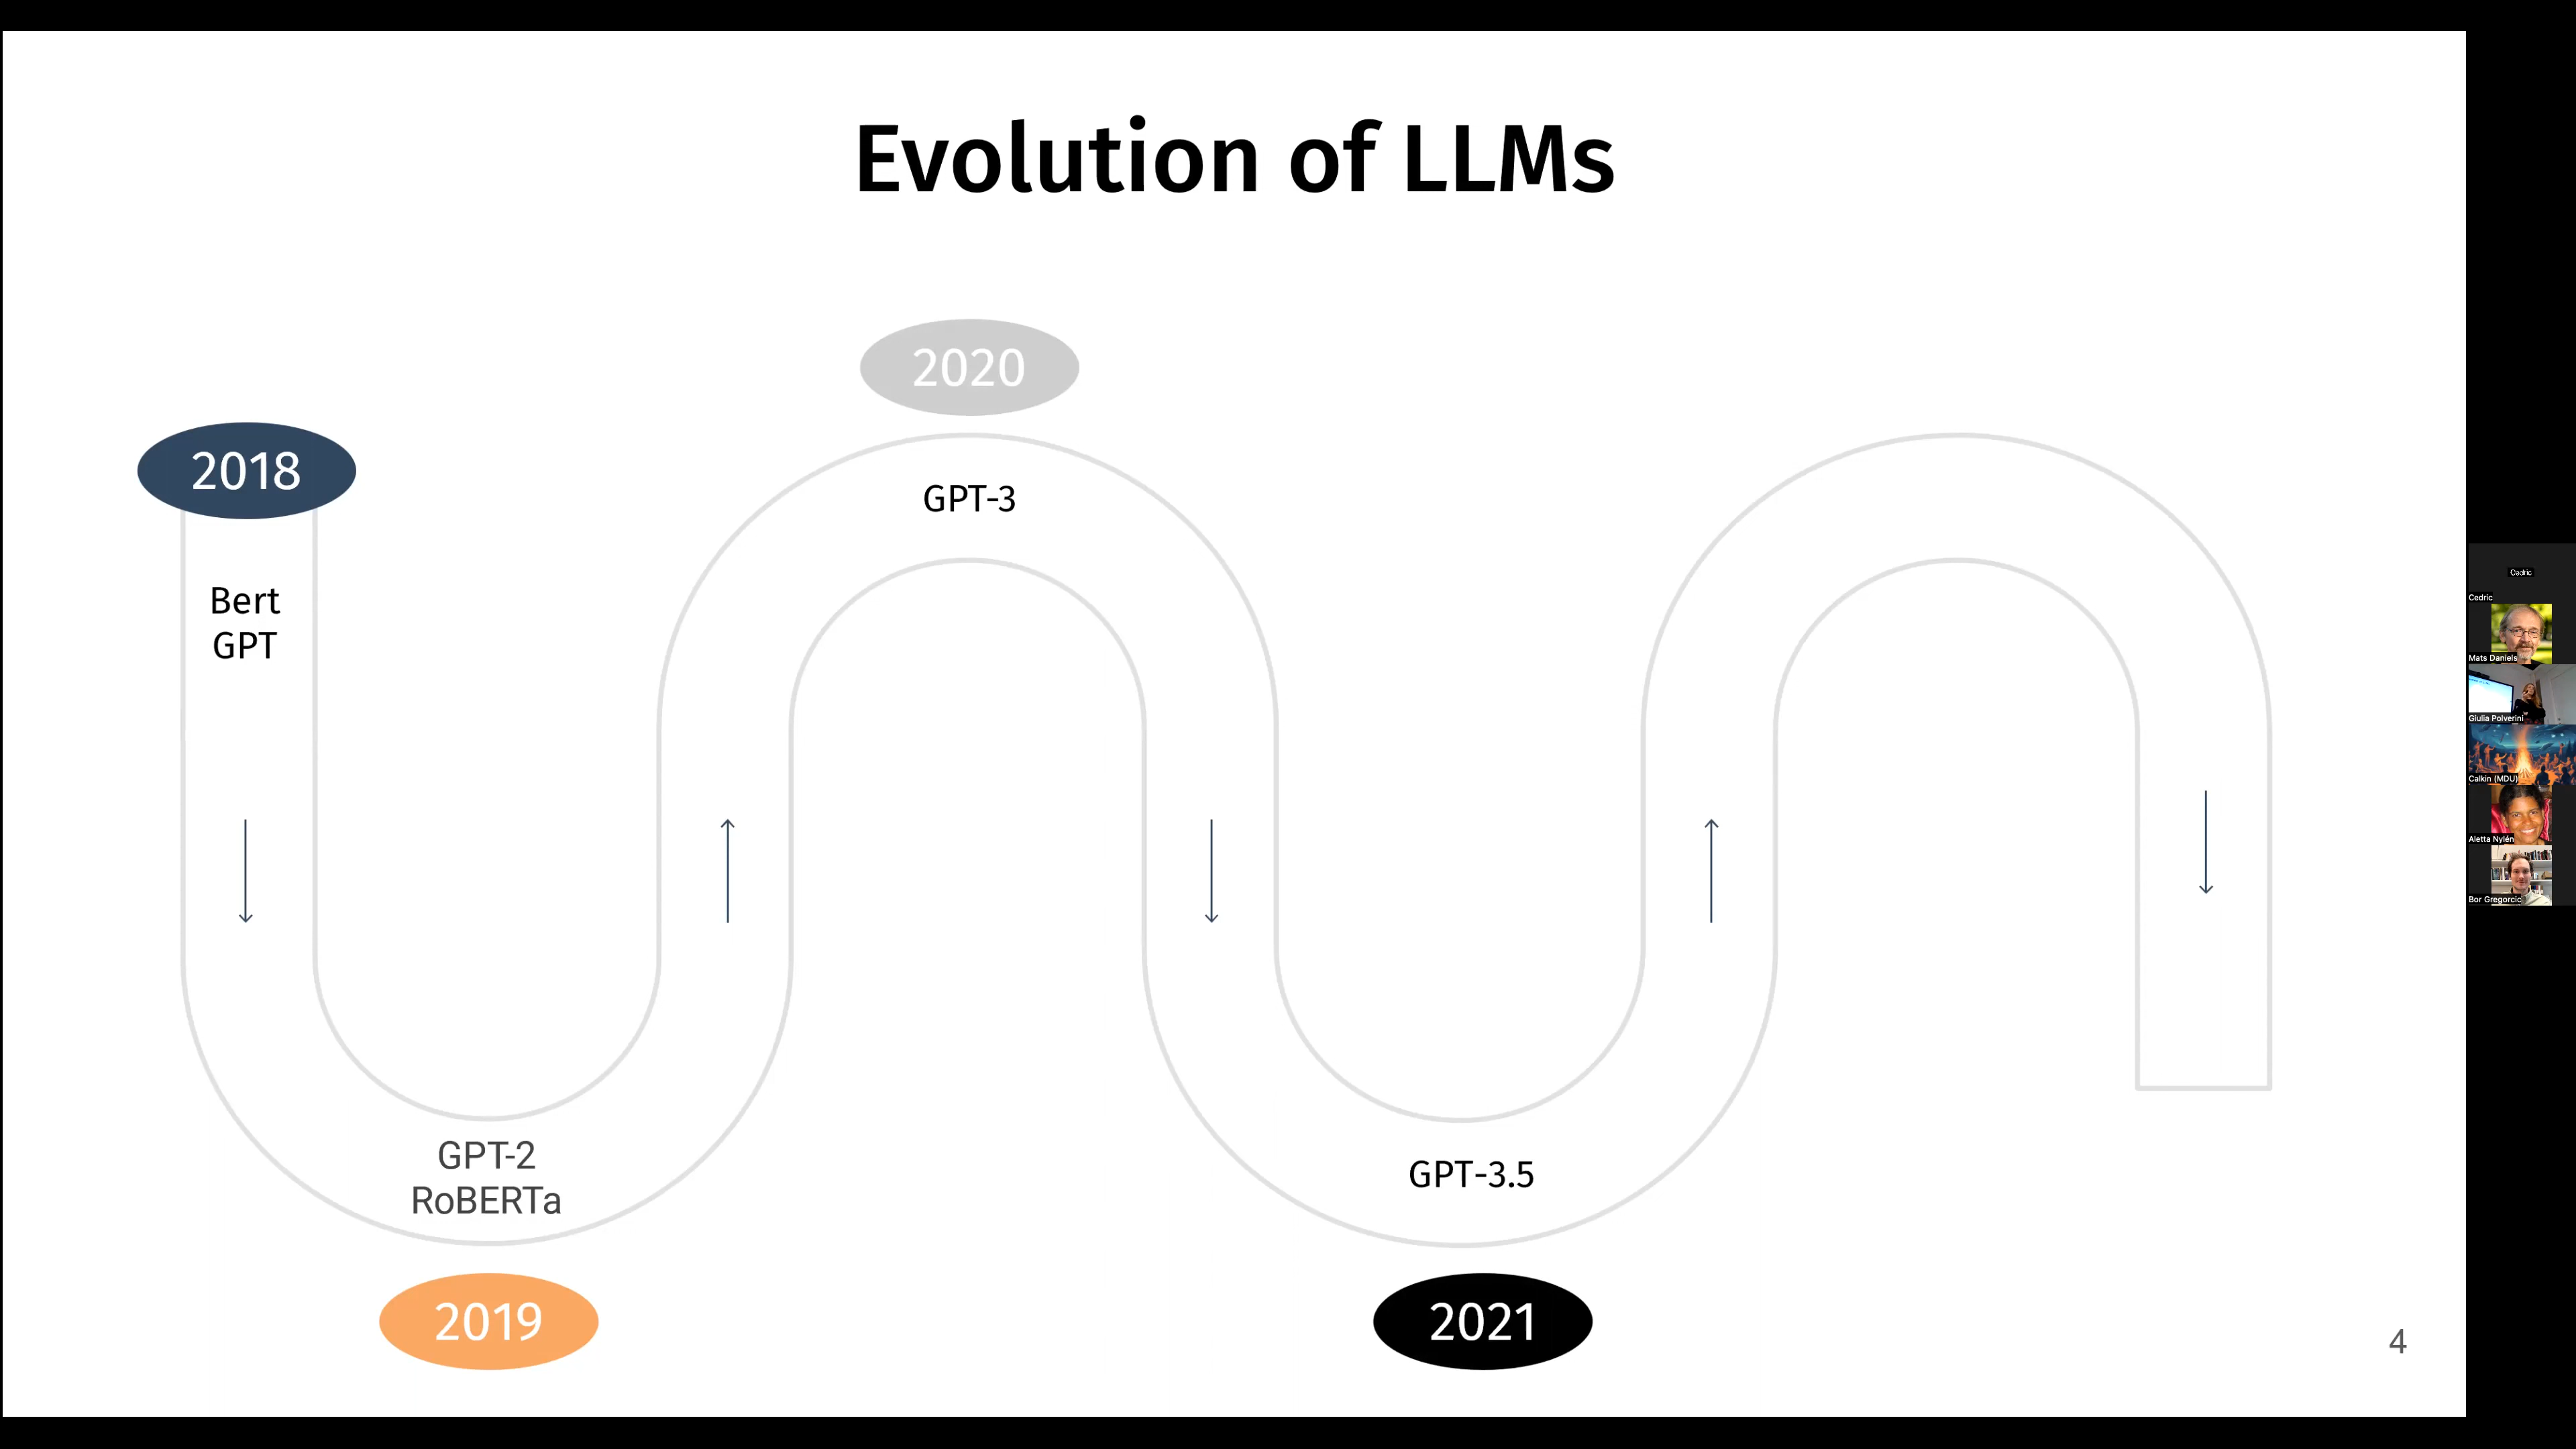 Evolution of LLMs
2018
Bert
GPT
GPT-2
RoBERTa
2019
2020
GPT-3
GPT-3.5
2021
4
Cedric
Cedric
Mats Daniels
Giulia Polverini
Calkin (MDU)
Aletta Nylén
Bor Gregorcic